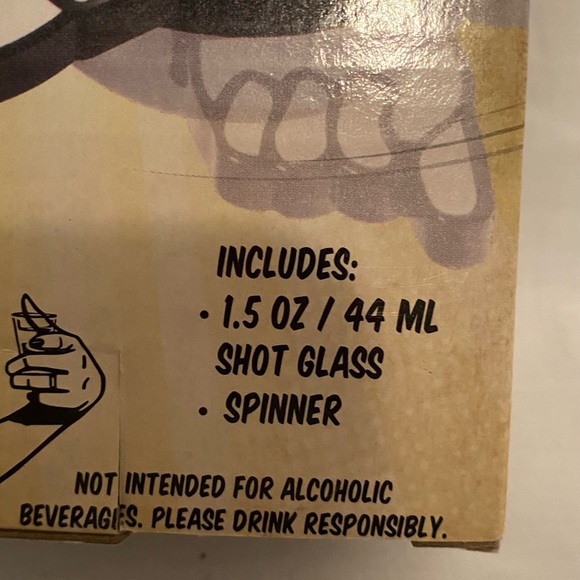 INCLUDES:
• 1.5 OZ / 44 ML
SHOT GLASS
• SPINNER
NOT INTENDED FOR ALCOHOLIC
BEVERAGES. PLEASE DRINK RESPONSIBLY.